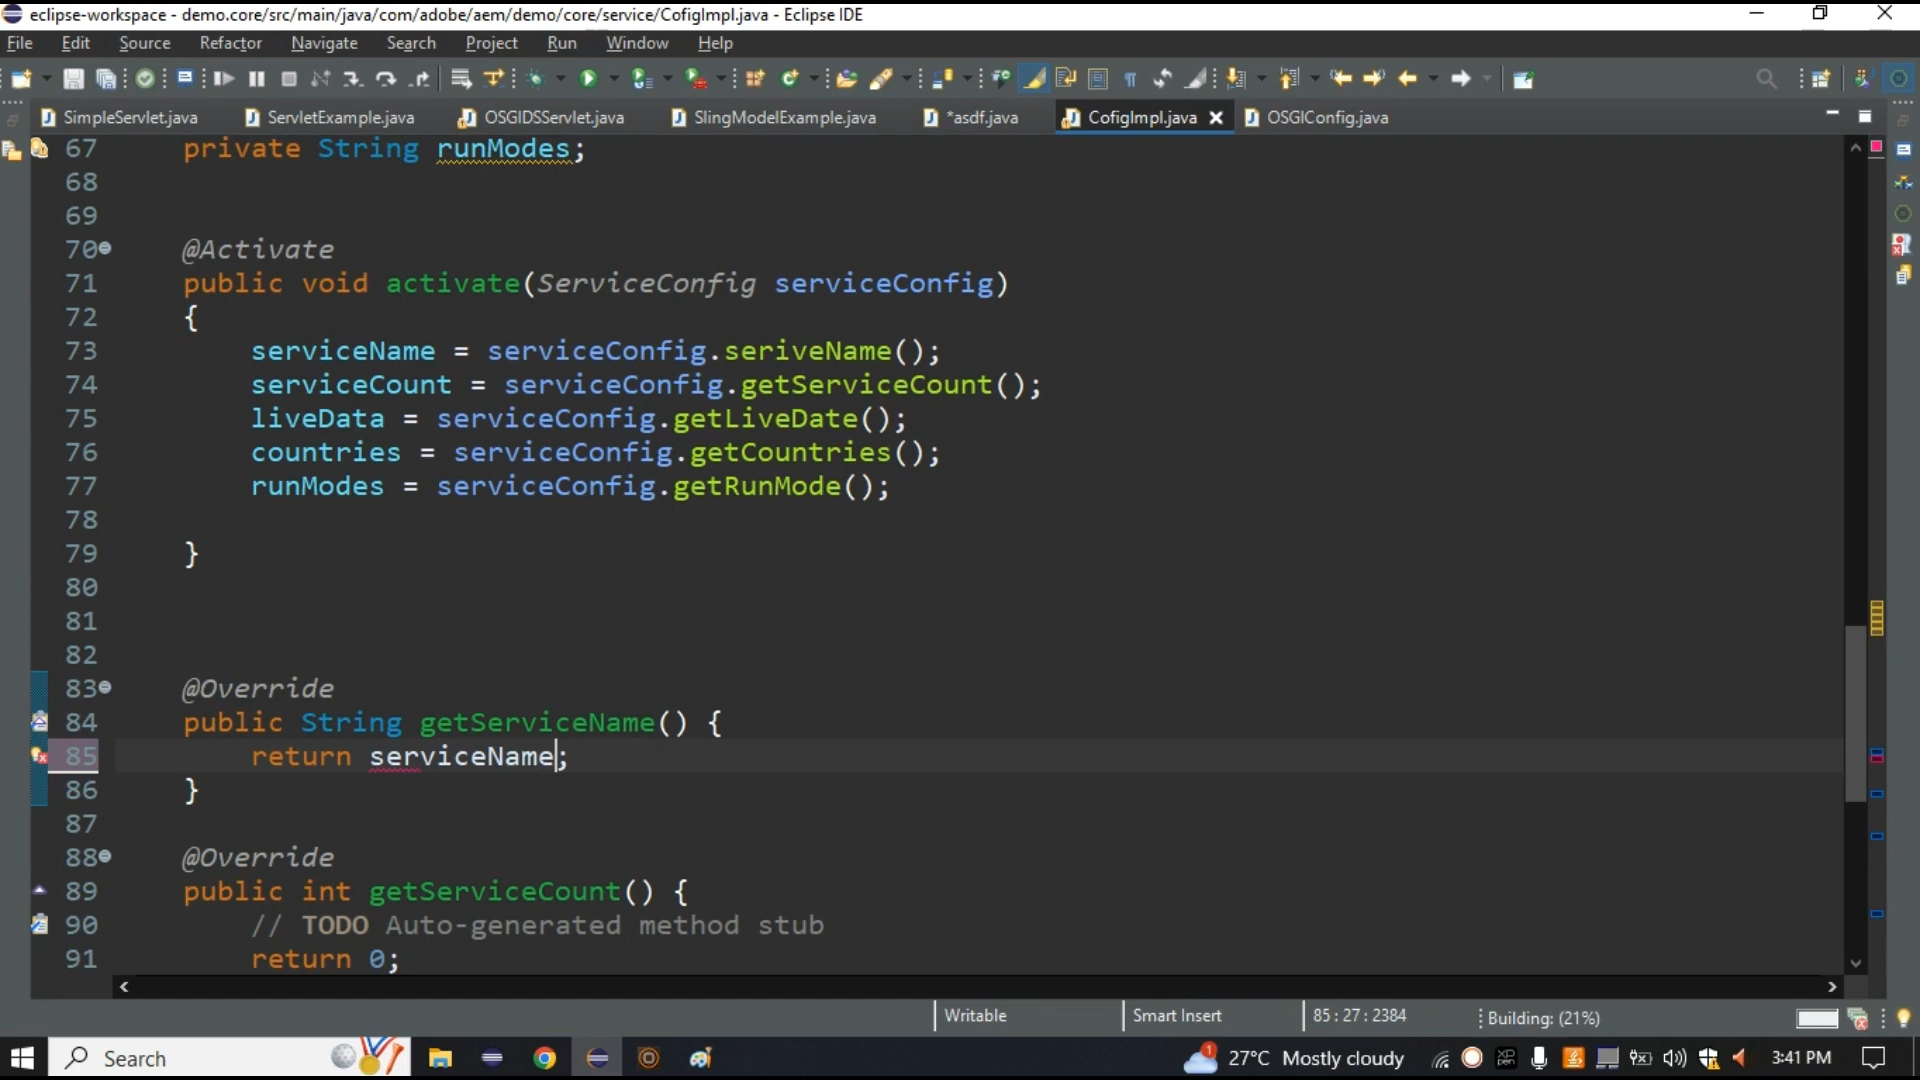 eclipse-workspace - demo.core/src/main/java/com/adobe/aem/demo/core/service/CofigImpl.java - Eclipse IDE
File Edit Source Refactor Navigate Search Project Run Window Help
SimpleServlet.java ServletExample.java OSGIDSServlet.java SlingModelExample.java *asdf.java CofigImpl.java OSGIConfig.java
67 private String runModes;
68
69
70 @Activate
71 public void activate(ServiceConfig serviceConfig)
72 {
73 serviceName = serviceConfig.seriveName();
74 serviceCount = serviceConfig.getServiceCount();
75 liveData = serviceConfig.getLiveDate();
76 countries = serviceConfig.getCountries();
77 runModes = serviceConfig.getRunMode();
78
79 }
80
81
82
83 @Override
84 public String getServiceName() {
85 return serviceName;
86 }
87
88 @Override
89 public int getServiceCount() {
90 // TODO Auto-generated method stub
91 return 0;
Writable Smart Insert 85 : 27 : 2384 Building: (21%)
Search 1 27°C Mostly cloudy 3:41 PM